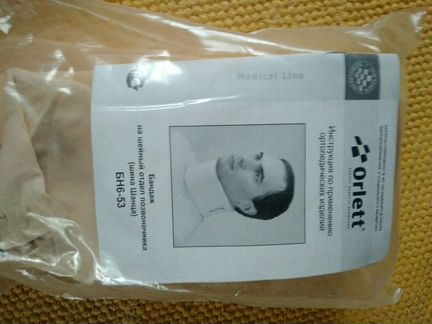 Medical Line
Orlett
Инструкция по применению
ортопедических изделий
Бандаж
на шейный отдел позвоночника
(шина Шанца)
БН6-53